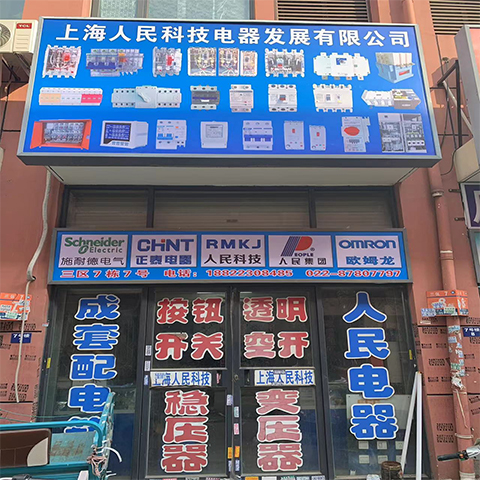 上海人民科技电器发展有限公司
Schneider Electric
施耐德电气
CHNT
正泰电器
RMKJ
人民科技
PEOPLE
人民集团
OMRON
欧姆龙
三区7栋7号 电话: 18822308485 022-87807797
成套配电
按钮开关
透明空开
人民电器
上海人民科技
上海人民科技
稳压器
变压器
TCL